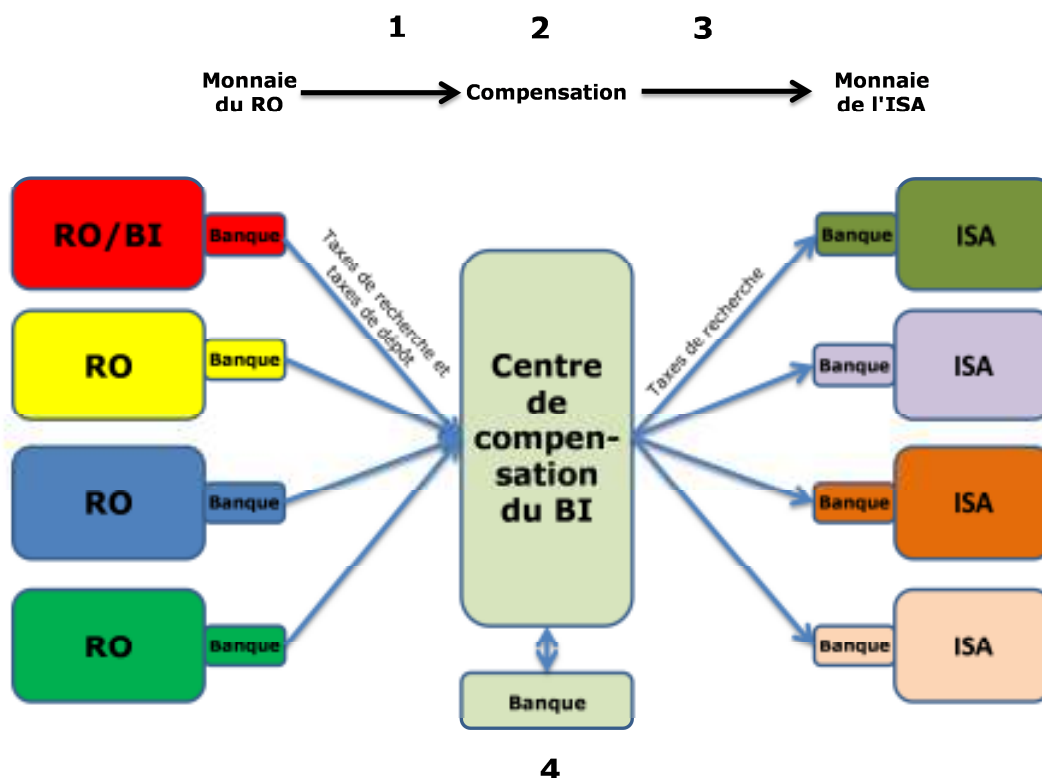 1
2
3
Monnaie
du RO
Compensation
Monnaie
de l'ISA
RO/BI
Banque
Taxes de recherche et
taxes de dépôt
Taxes de recherche
Banque
ISA
RO
Banque
Centre
de
compen-
sation
du BI
Banque
ISA
RO
Banque
Banque
ISA
RO
Banque
Banque
ISA
Banque
4